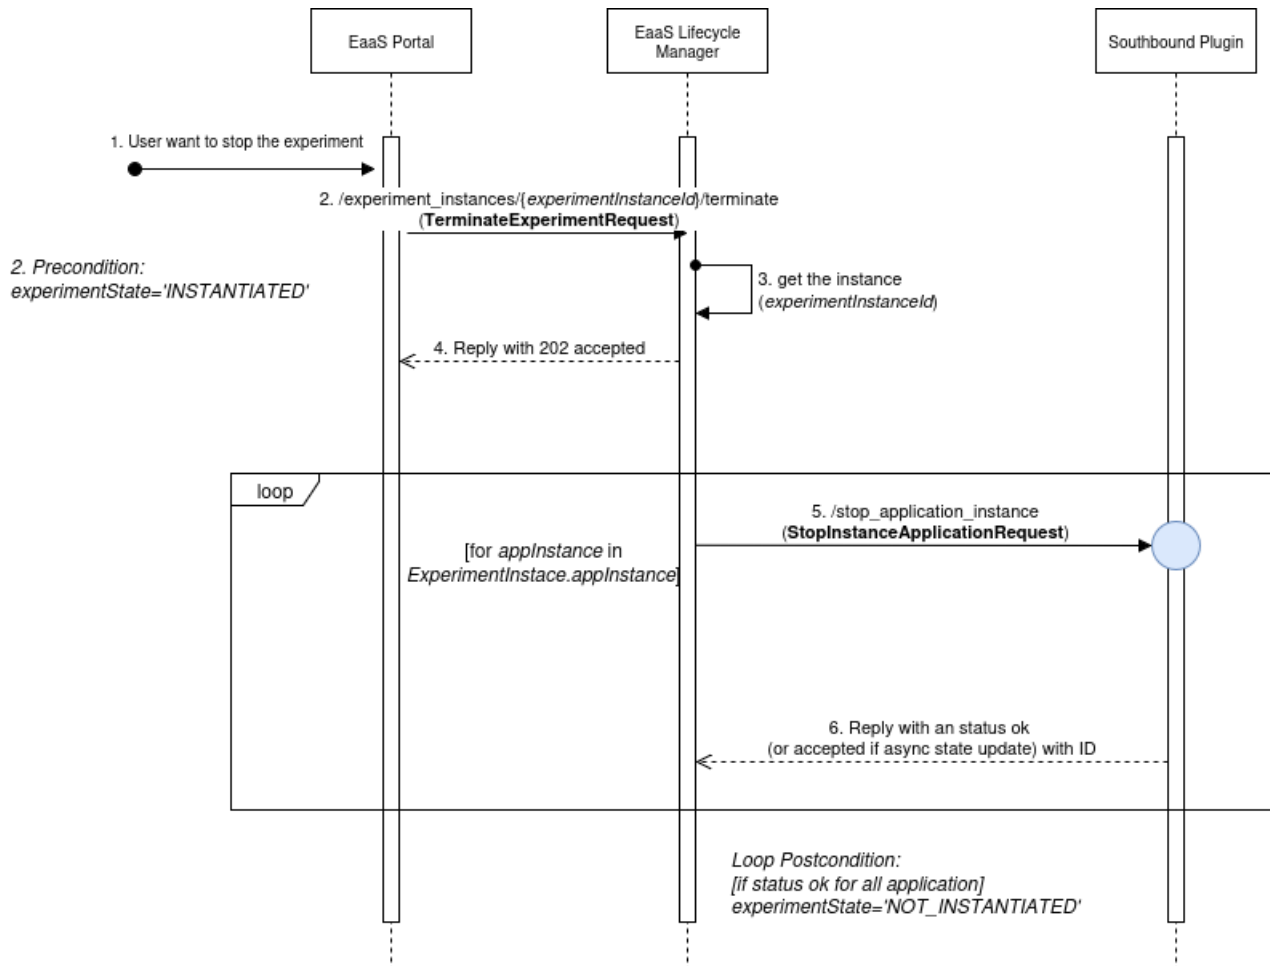 EaaS Portal
EaaS Lifecycle
Manager
Southbound Plugin
1. User want to stop the experiment
2. /experiment_instances/{experimentInstanceId}/terminate
(TerminateExperimentRequest)
2. Precondition:
experimentState='INSTANTIATED'
3. get the instance
(experimentInstanceId)
4. Reply with 202 accepted
loop
5. /stop_application_instance
(StopInstanceApplicationRequest)
[for appInstance in
ExperimentInstace.appInstance]
6. Reply with an status ok
(or accepted if async state update) with ID
Loop Postcondition:
[if status ok for all application]
experimentState='NOT_INSTANTIATED'